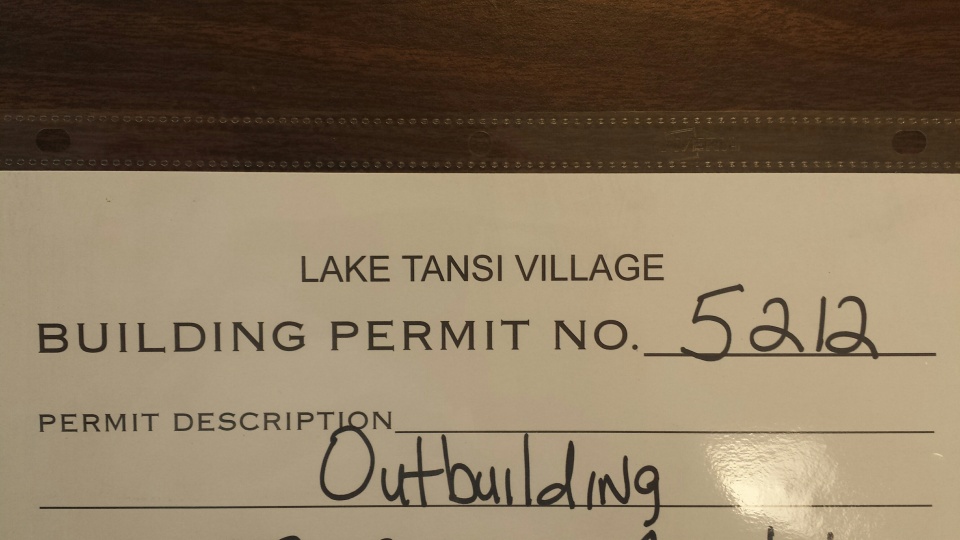 LAKE TANSI VILLAGE
BUILDING PERMIT NO. 5212
PERMIT DESCRIPTION
Outbuilding